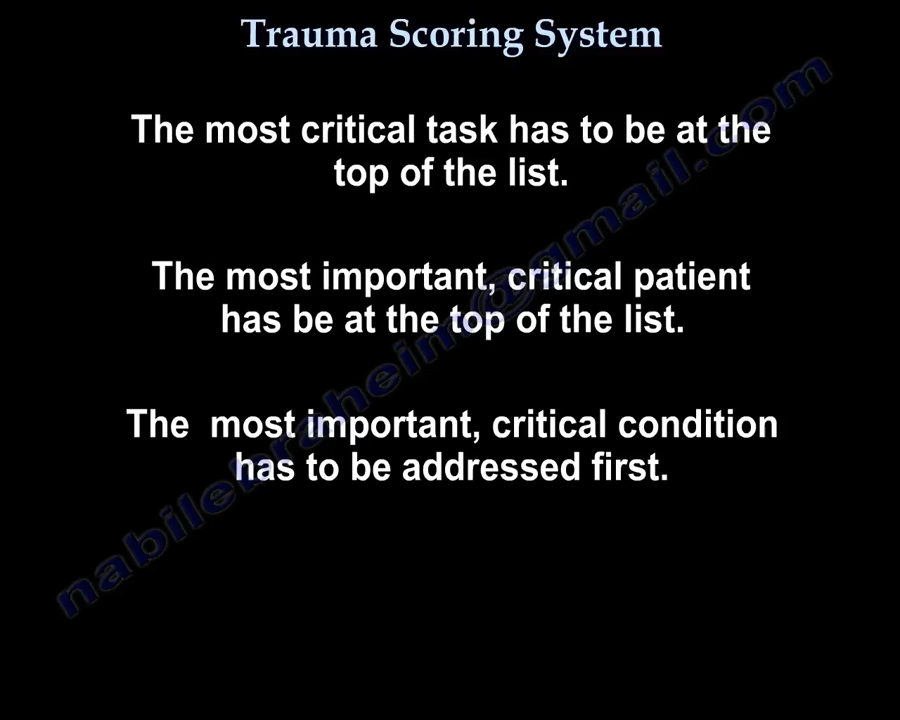 Trauma Scoring System
The most critical task has to be at the
top of the list.
The most important, critical patient
has be at the top of the list.
The most important, critical condition
has to be addressed first.
nabilebraheim@gmail.com